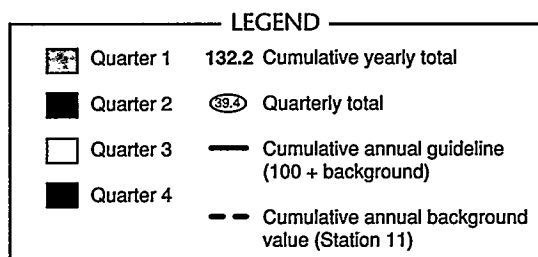 LEGEND
Quarter 1
Quarter 2
Quarter 3
Quarter 4
132.2 Cumulative yearly total
39.4 Quarterly total
Cumulative annual guideline
(100 + background)
Cumulative annual background
value (Station 11)